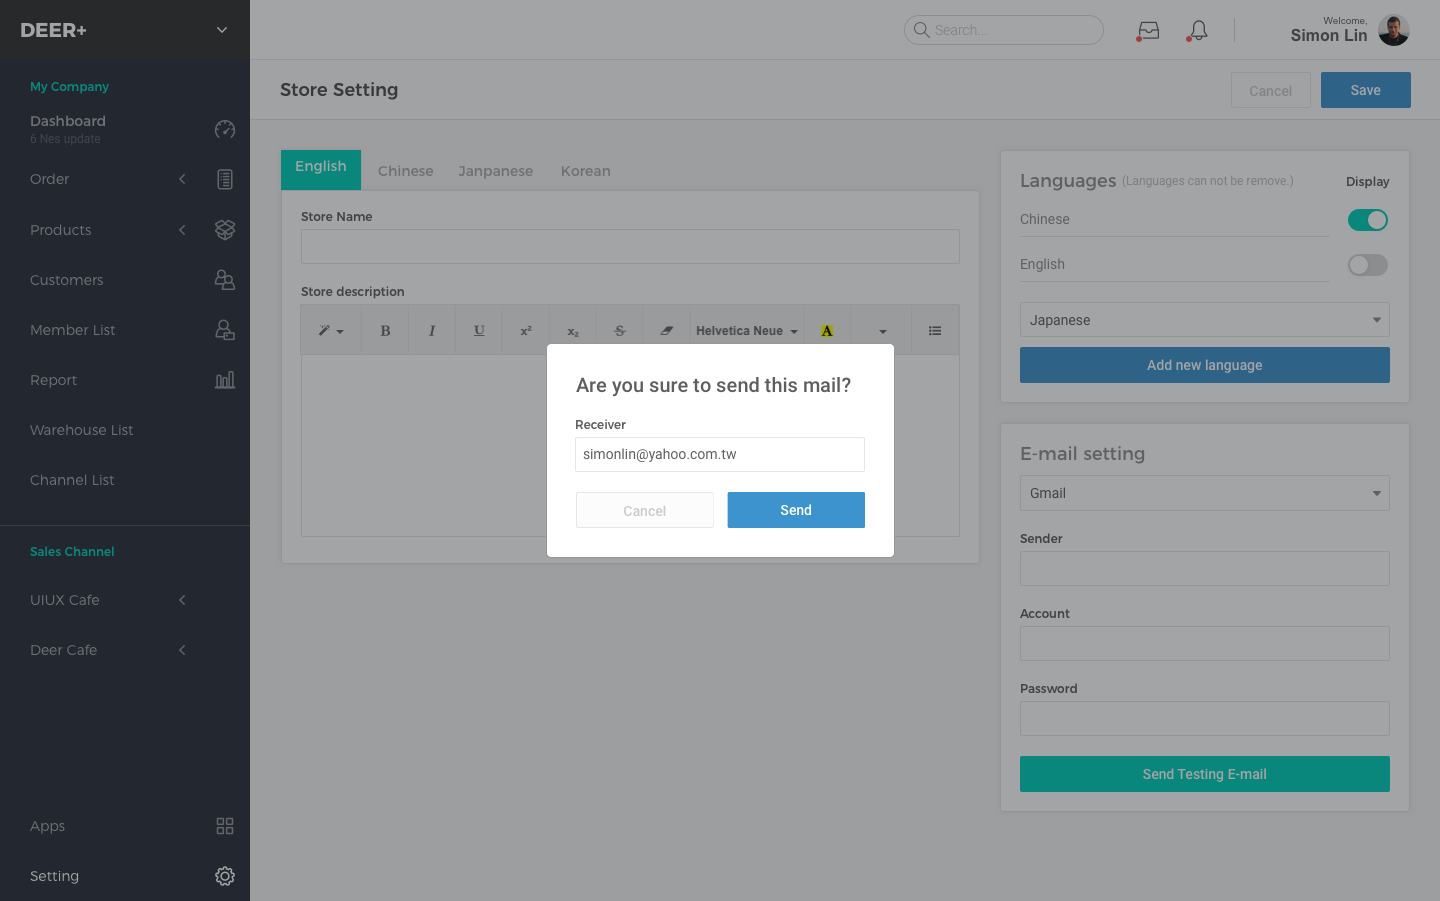 DEER+
Search...
Welcome,
Simon Lin
My Company
Dashboard
6 Nes update
Order
Products
Customers
Member List
Report
Warehouse List
Channel List
Sales Channel
UIUX Cafe
Deer Cafe
Apps
Setting
Store Setting
Cancel
Save
English
Chinese
Janpanese
Korean
Store Name
Store description
B
I
U
x²
x₂
S
Helvetica Neue
A
Are you sure to send this mail?
Receiver
simonlin@yahoo.com.tw
Cancel
Send
Languages (Languages can not be remove.)
Display
Chinese
English
Japanese
Add new language
E-mail setting
Gmail
Sender
Account
Password
Send Testing E-mail